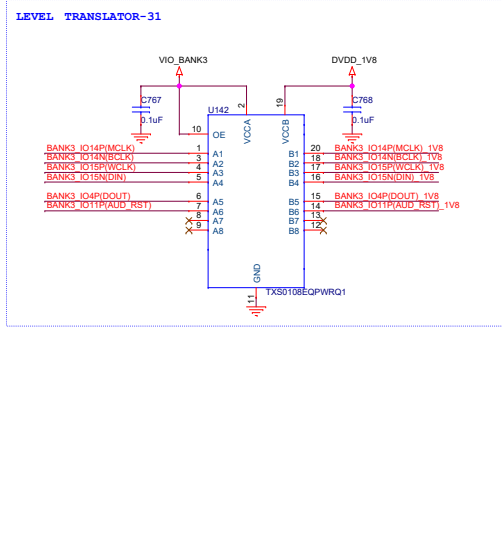 LEVEL TRANSLATOR-31
VIO_BANK3
DVDD_1V8
C767
0.1uF
C768
0.1uF
U142
2
19
VCCA
VCCB
10
OE
BANK3_IO14P(MCLK) 1 A1 B1 20 BANK3_IO14P(MCLK)_1V8
BANK3_IO14N(BCLK) 3 A2 B2 18 BANK3_IO14N(BCLK)_1V8
BANK3_IO15P(WCLK) 4 A3 B3 17 BANK3_IO15P(WCLK)_1V8
BANK3_IO15N(DIN) 5 A4 B4 16 BANK3_IO15N(DIN)_1V8
BANK3_IO4P(DOUT) 6 A5 B5 15 BANK3_IO4P(DOUT)_1V8
BANK3_IO11P(AUD_RST) 7 A6 B6 14 BANK3_IO11P(AUD_RST)_1V8
8 A7 B7 13
9 A8 B8 12
GND
11
TXS0108EQPWRQ1